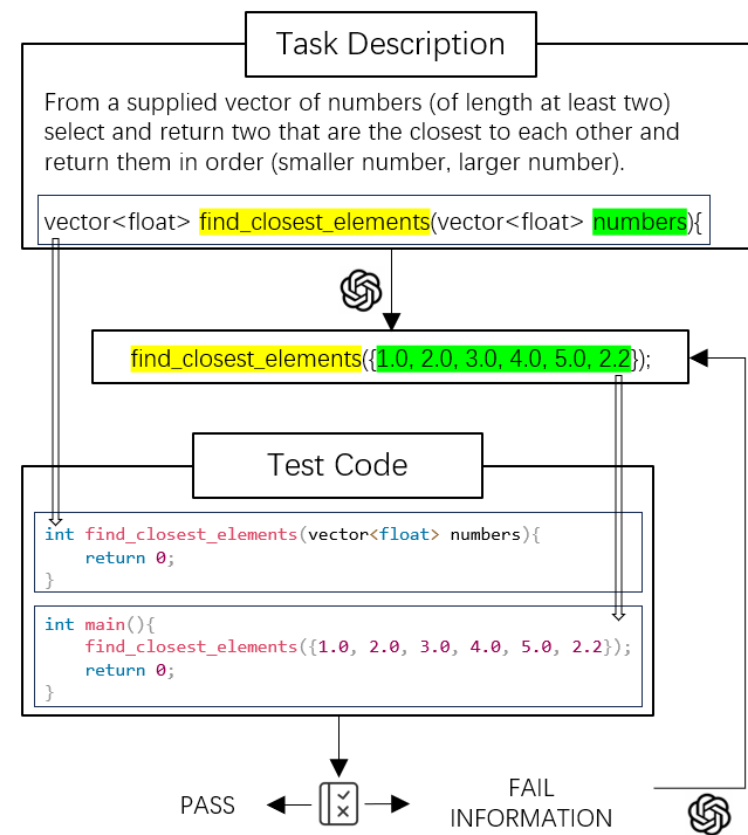 Task Description
From a supplied vector of numbers (of length at least two)
select and return two that are the closest to each other and
return them in order (smaller number, larger number).
vector<float> find_closest_elements(vector<float> numbers){
find_closest_elements({1.0, 2.0, 3.0, 4.0, 5.0, 2.2});
Test Code
int find_closest_elements(vector<float> numbers){
    return 0;
}
int main(){
    find_closest_elements({1.0, 2.0, 3.0, 4.0, 5.0, 2.2});
    return 0;
}
PASS
FAIL
INFORMATION